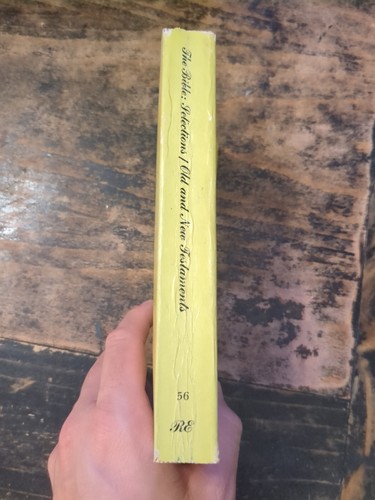 The Bible: Selections / Old and New Testaments
56
RE